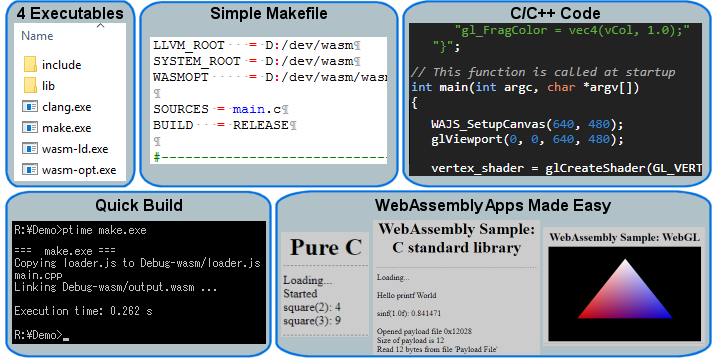 4 Executables
Name
include
lib
clang.exe
make.exe
wasm-ld.exe
wasm-opt.exe
Simple Makefile
LLVM_ROOT ··· = D:/dev/wasm¶
SYSTEM_ROOT = D:/dev/wasm¶
WASMOPT ····· = D:/dev/wasm/was
¶
SOURCES = main.c¶
BUILD ·· = RELEASE¶
¶
#----------------------------
C/C++ Code
"gl_FragColor = vec4(vCol, 1.0);"
"}";
// This function is called at startup
int main(int argc, char *argv[])
{
WAJS_SetupCanvas(640, 480);
glViewport(0, 0, 640, 480);
vertex_shader = glCreateShader(GL_VERT
Quick Build
R:¥Demo>ptime make.exe
=== make.exe ===
Copying loader.js to Debug-wasm/loader.js
main.cpp
Linking Debug-wasm/output.wasm ...
Execution time: 0.262 s
R:¥Demo>_
WebAssembly Apps Made Easy
Pure C
Loading...
Started
square(2): 4
square(3): 9
WebAssembly Sample:
C standard library
Loading...
Hello printf World
sinf(1.0f): 0.841471
Opened payload file 0x12028
Size of payload is 12
Read 12 bytes from file 'Payload File'
WebAssembly Sample: WebGL